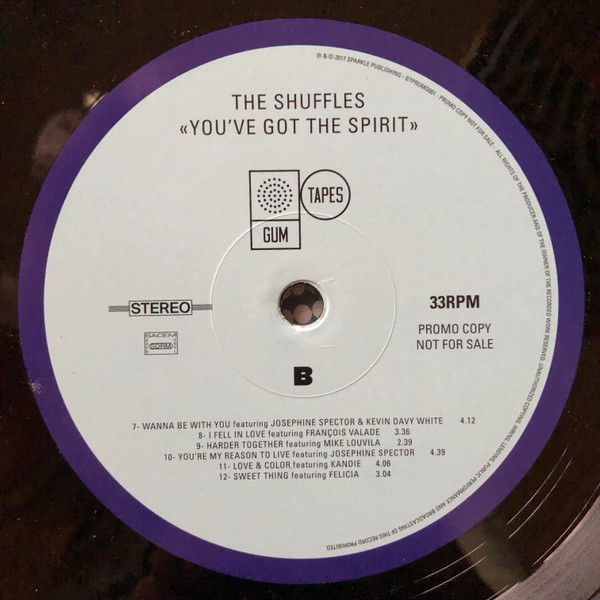 THE SHUFFLES
«YOU'VE GOT THE SPIRIT»
TAPES
GUM
STEREO
33RPM
SACEM
SDRM
PROMO COPY
NOT FOR SALE
B
7- WANNA BE WITH YOU featuring JOSEPHINE SPECTOR & KEVIN DAVY WHITE 4.12
8- I FELL IN LOVE featuring FRANÇOIS VALADE 3.36
9- HARDER TOGETHER featuring MIKE LOUVILA 2.39
10- YOU'RE MY REASON TO LIVE featuring JOSEPHINE SPECTOR 4.39
11- LOVE & COLOR featuring KANDIE 4.06
12- SWEET THING featuring FELICIA 3.04
℗ & © 2017 SPARKLE PUBLISHING - GTPROMO001 - PROMO COPY NOT FOR SALE - ALL RIGHTS OF THE PRODUCER AND OF THE OWNER OF THE RECORDED WORK RESERVED. UNAUTHORIZED COPYING, HIRING, LENDING, PUBLIC PERFORMANCE AND BROADCASTING OF THIS RECORD PROHIBITED.